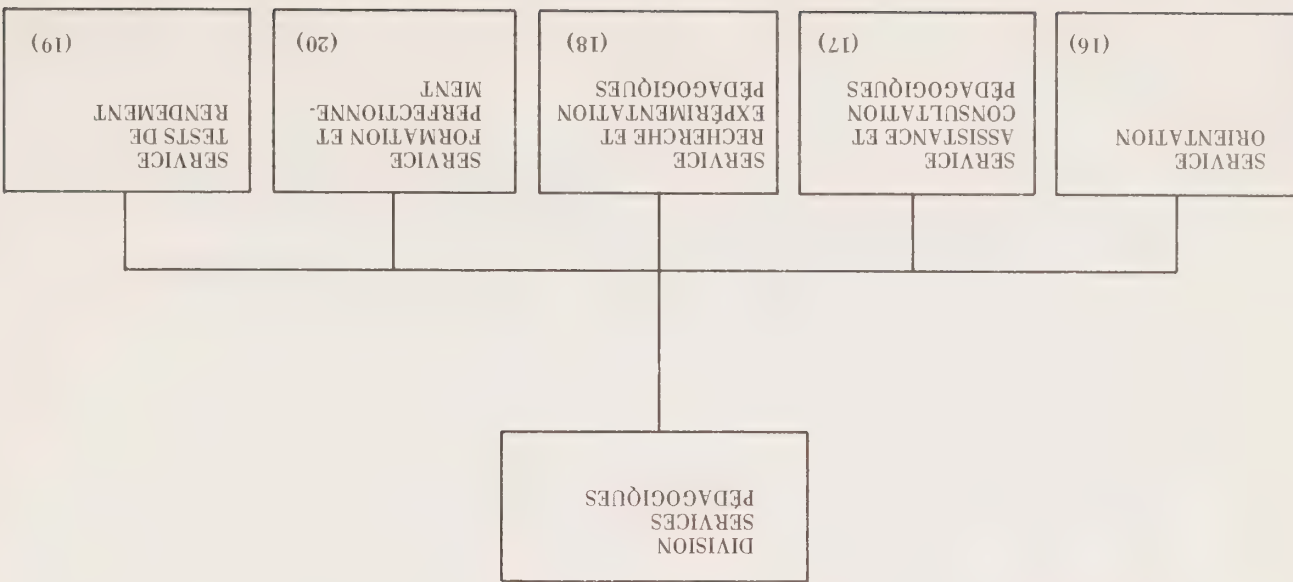 DIVISION
SERVICES
PÉDAGOGIQUES
SERVICE
ORIENTATION
(16)
SERVICE
ASSISTANCE ET
CONSULTATION
PÉDAGOGIQUES
(17)
SERVICE
RECHERCHE ET
EXPÉRIMENTATION
PÉDAGOGIQUES
(18)
SERVICE
FORMATION ET
PERFECTIONNE-
MENT
(20)
SERVICE
TESTS DE
RENDEMENT
(19)